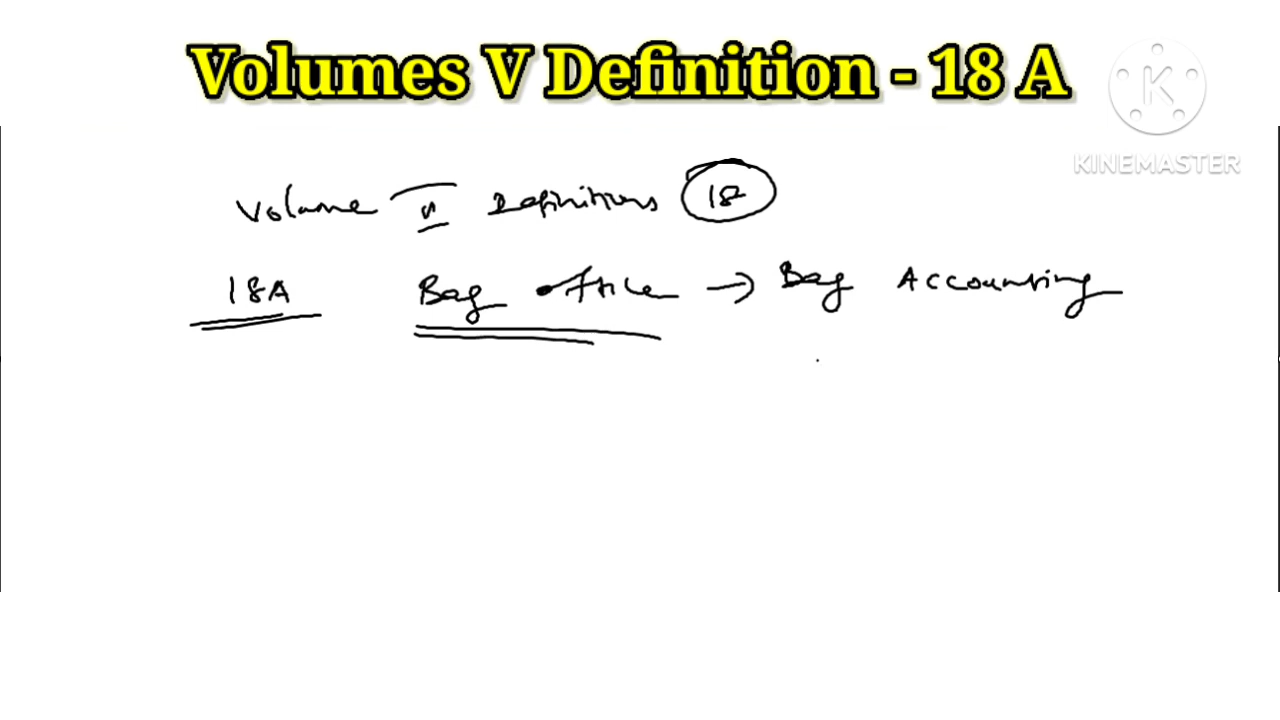 Volumes V Definition - 18 A
K
KINEMASTER
Volume V Definitions 18
18A Bag office → Bag Accounting